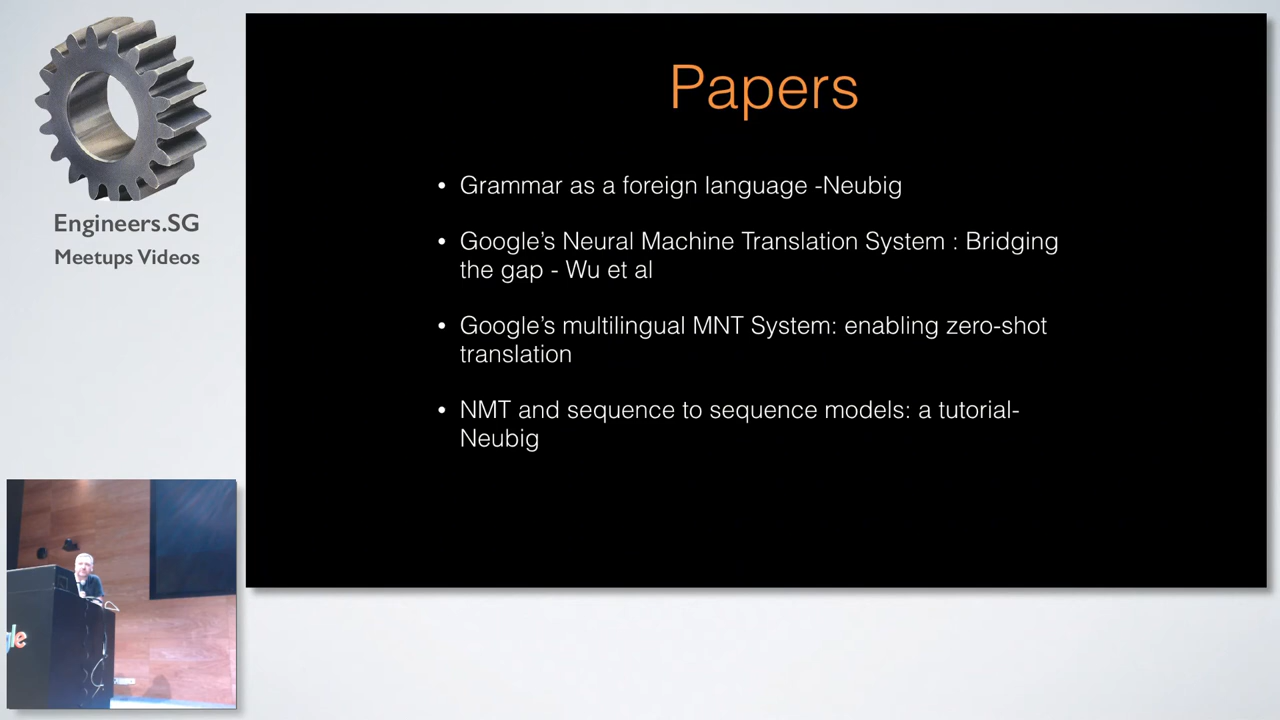 Papers
• Grammar as a foreign language -Neubig
• Google's Neural Machine Translation System : Bridging
the gap - Wu et al
• Google's multilingual MNT System: enabling zero-shot
translation
• NMT and sequence to sequence models: a tutorial-
Neubig
Engineers.SG
Meetups Videos
gle